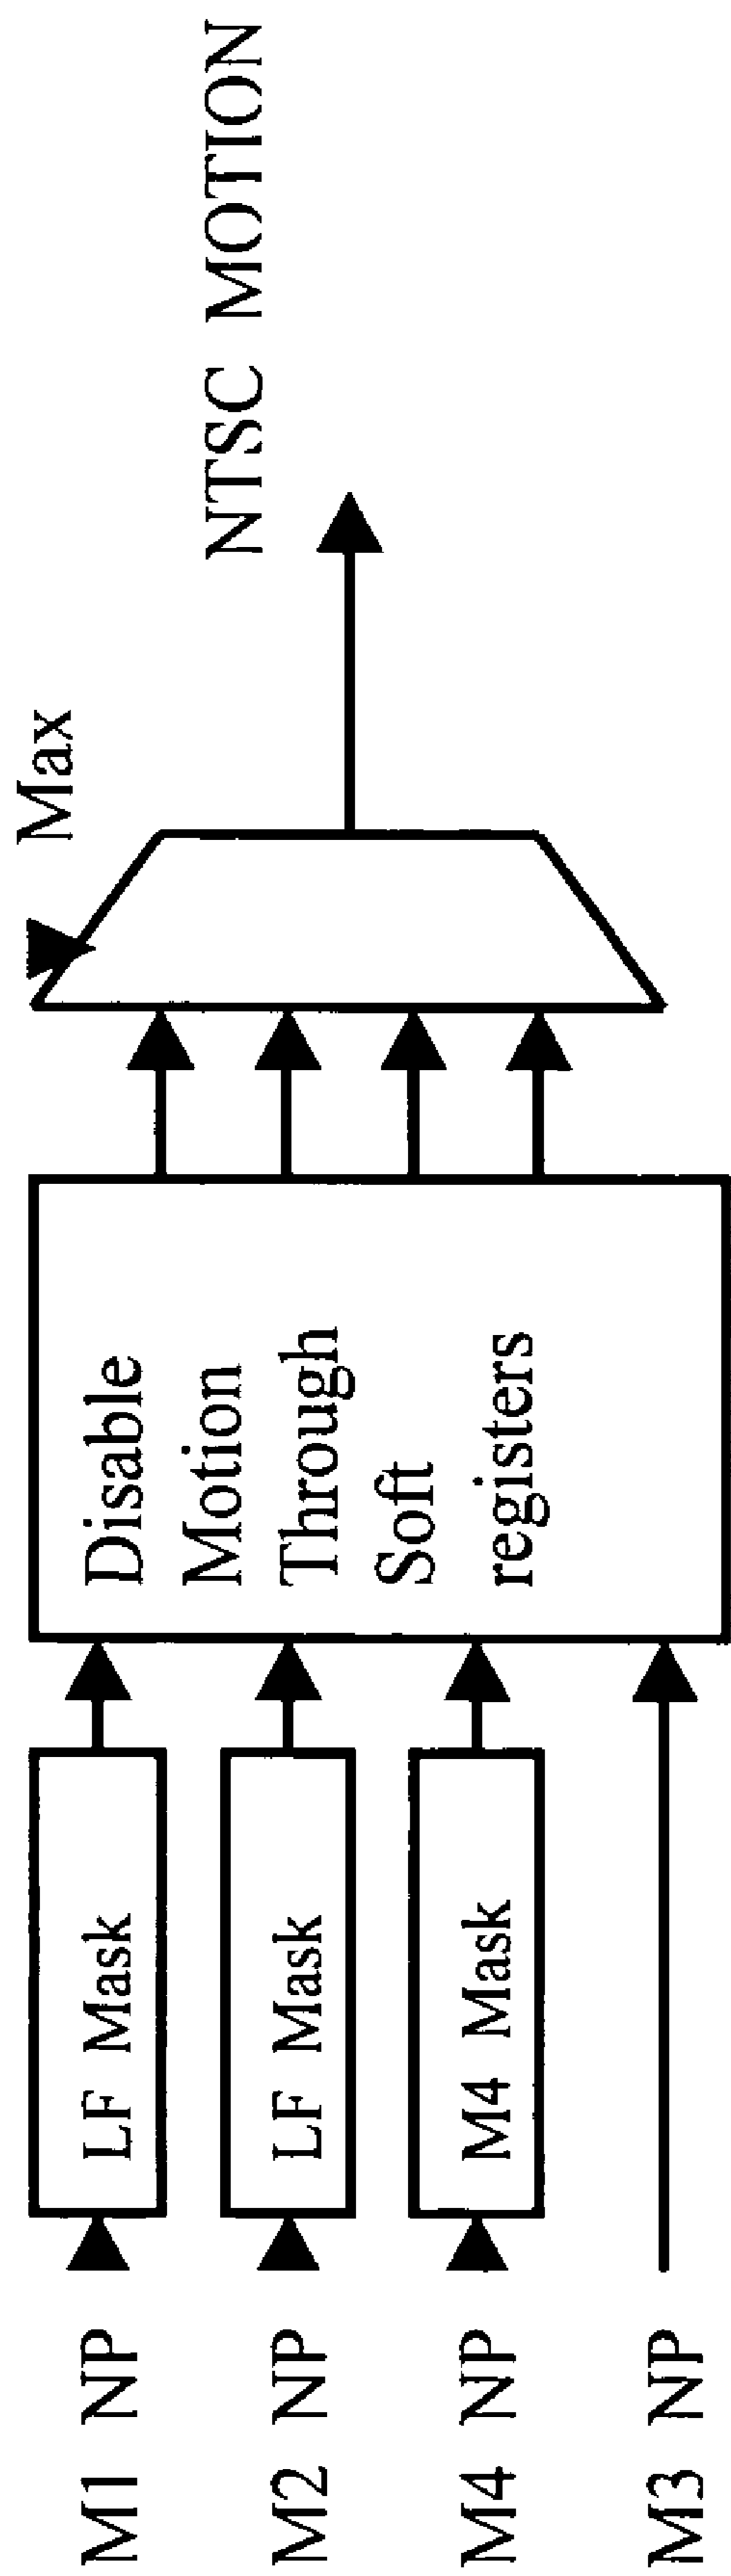 M1 NP
LF Mask
M2 NP
LF Mask
M4 NP
M4 Mask
M3 NP
Disable
Motion
Through
Soft
registers
Max
NTSC MOTION